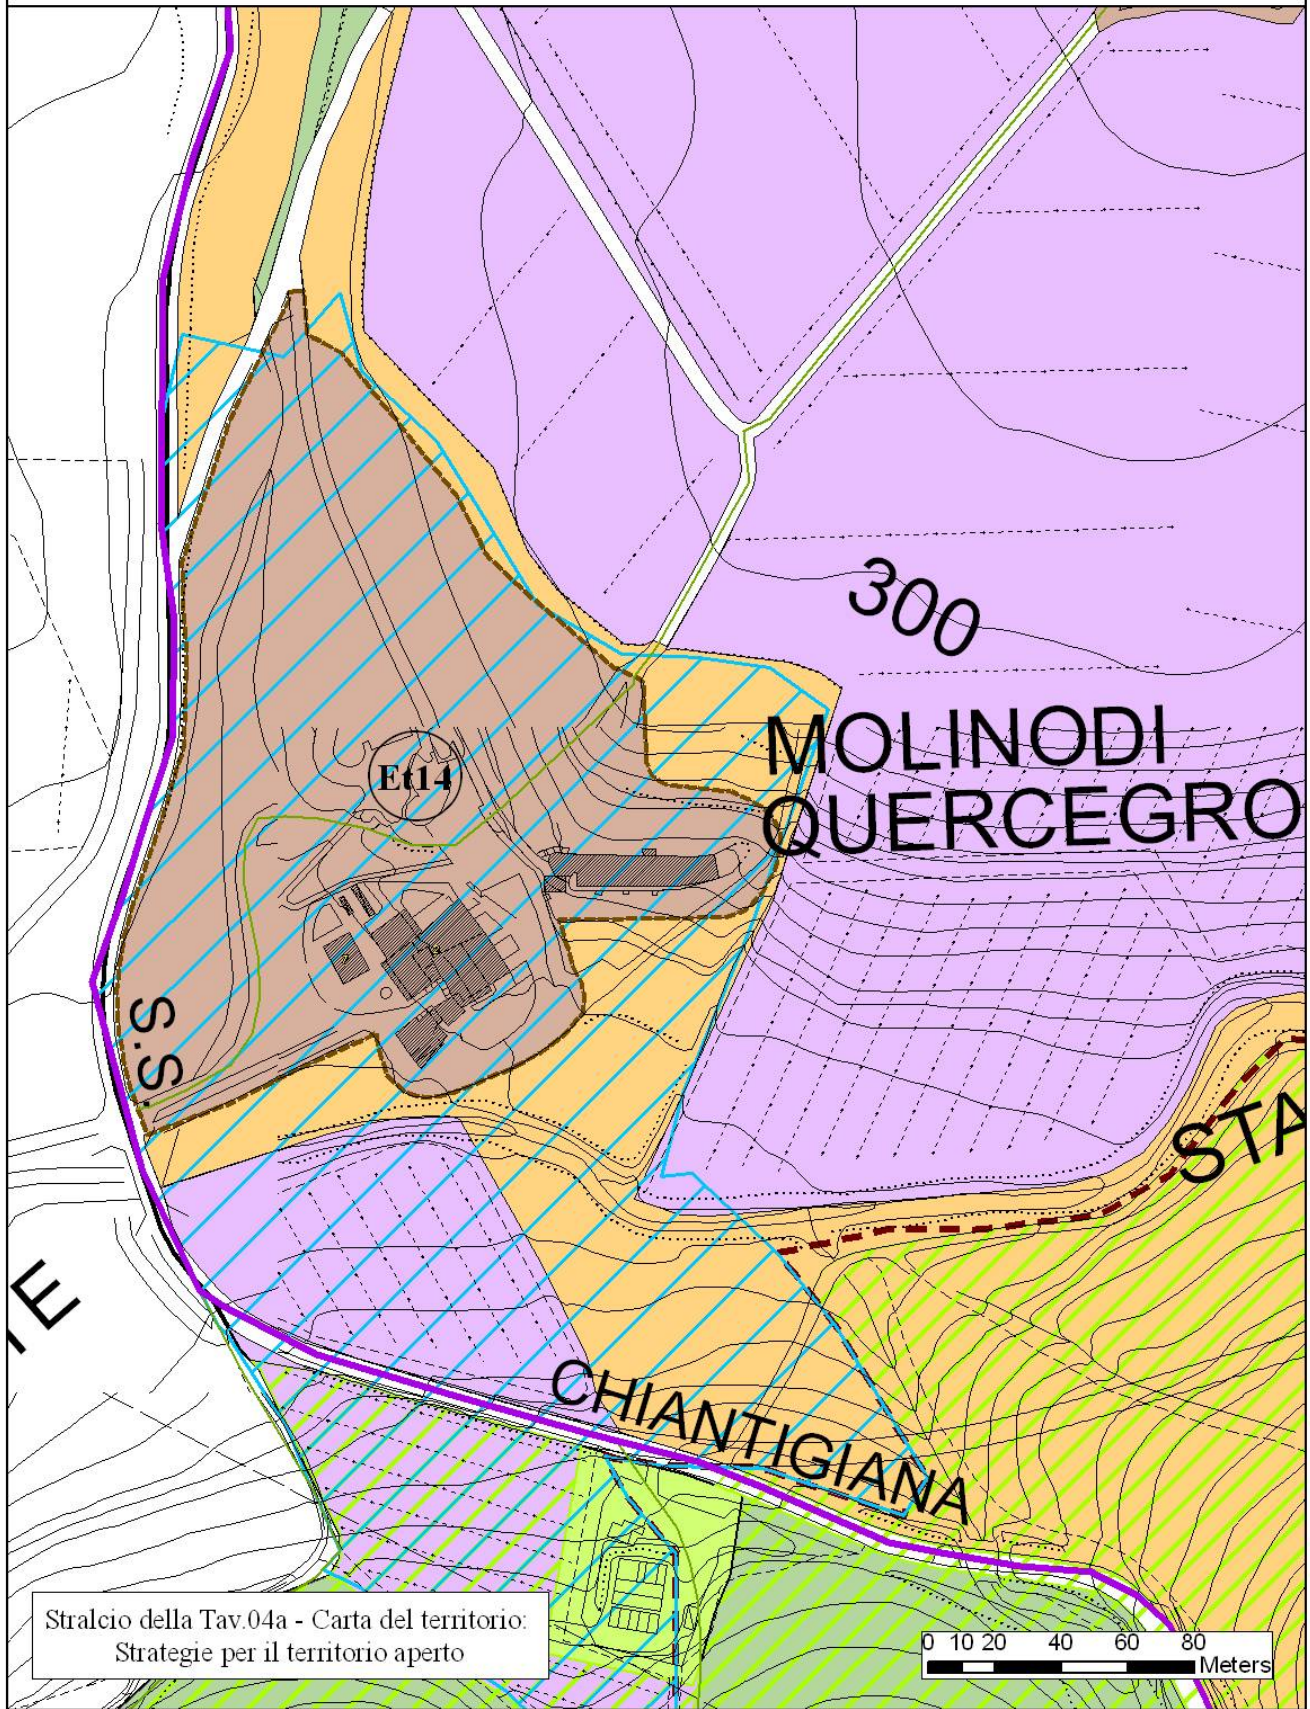 300
MOLINODI
QUERCEGRO
Et14
S.S.
STA
IE
CHIANTIGIANA
Stralcio della Tav.04a - Carta del territorio:
Strategie per il territorio aperto
0 10 20 40 60 80
Meters